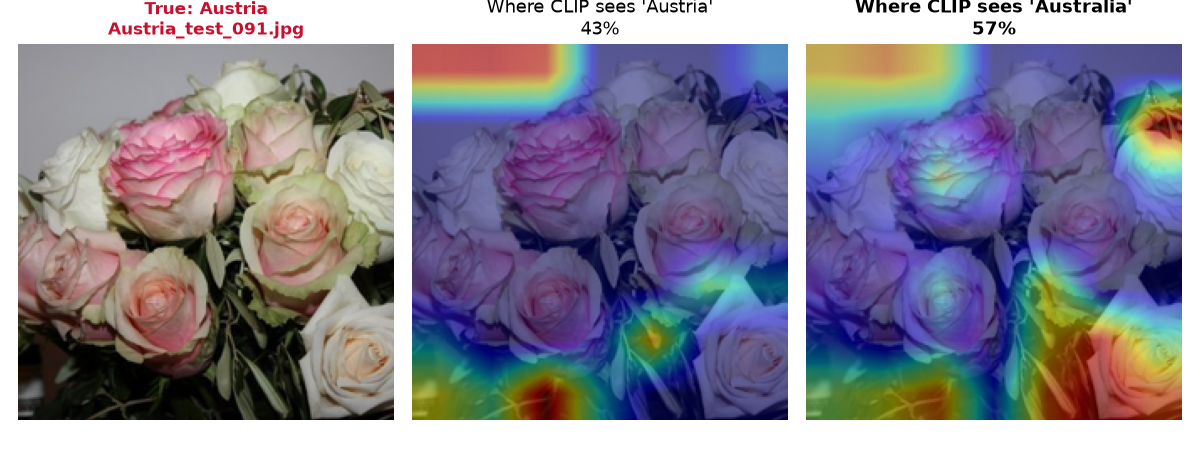 True: Austria
Austria_test_091.jpg
Where CLIP sees 'Austria'
43%
Where CLIP sees 'Australia'
57%